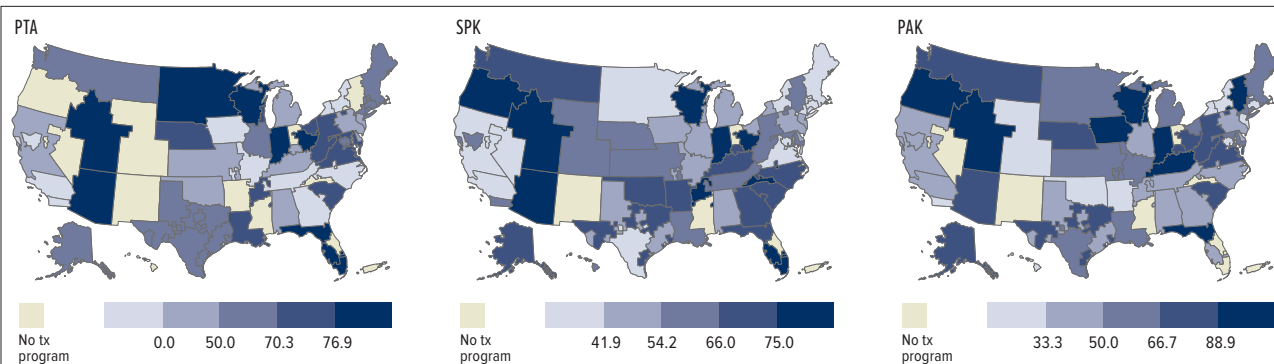 PTA
SPK
PAK
No tx
program
0.0 50.0 70.3 76.9
No tx
program
41.9 54.2 66.0 75.0
No tx
program
33.3 50.0 66.7 88.9